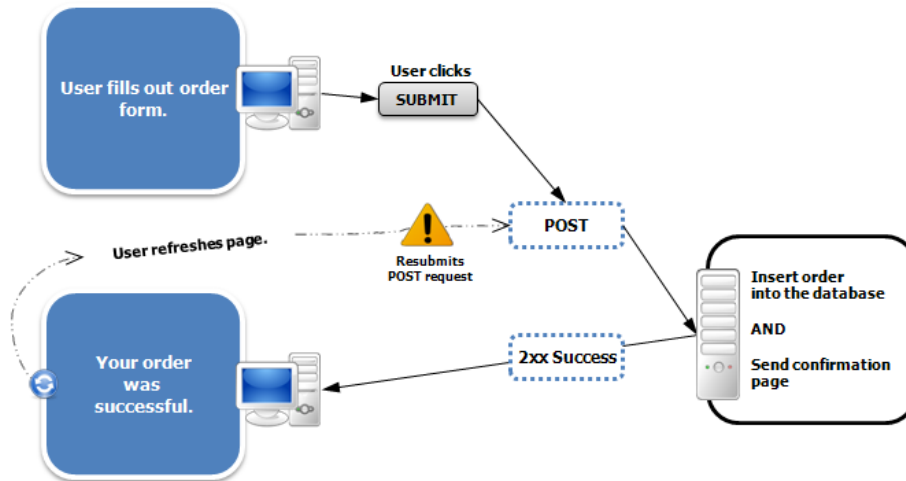 User fills out order
form.
User clicks
SUBMIT
POST
User refreshes page.
Resubmits
POST request
Insert order
into the database
AND
Send confirmation
page
2xx Success
Your order
was
successful.